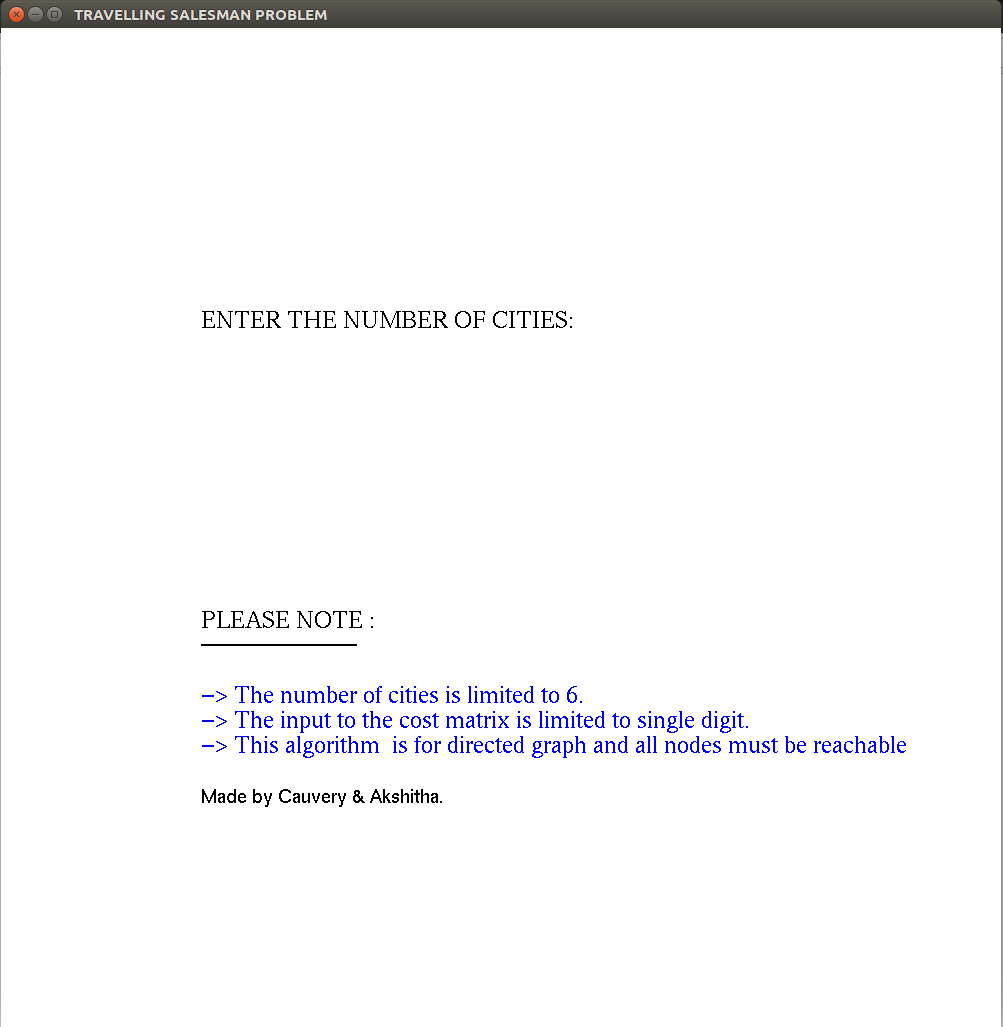 TRAVELLING SALESMAN PROBLEM
ENTER THE NUMBER OF CITIES:
PLEASE NOTE :
—> The number of cities is limited to 6.
—> The input to the cost matrix is limited to single digit.
—> This algorithm  is for directed graph and all nodes must be reachable
Made by Cauvery & Akshitha.